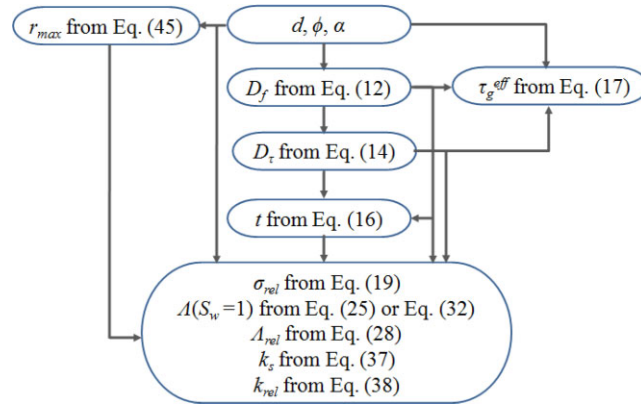 r_max from Eq. (45)
d, ϕ, α
D_f from Eq. (12)
τ_g^eff from Eq. (17)
D_τ from Eq. (14)
t from Eq. (16)
σ_rel from Eq. (19)
Λ(S_w =1) from Eq. (25) or Eq. (32)
Λ_rel from Eq. (28)
k_s from Eq. (37)
k_rel from Eq. (38)